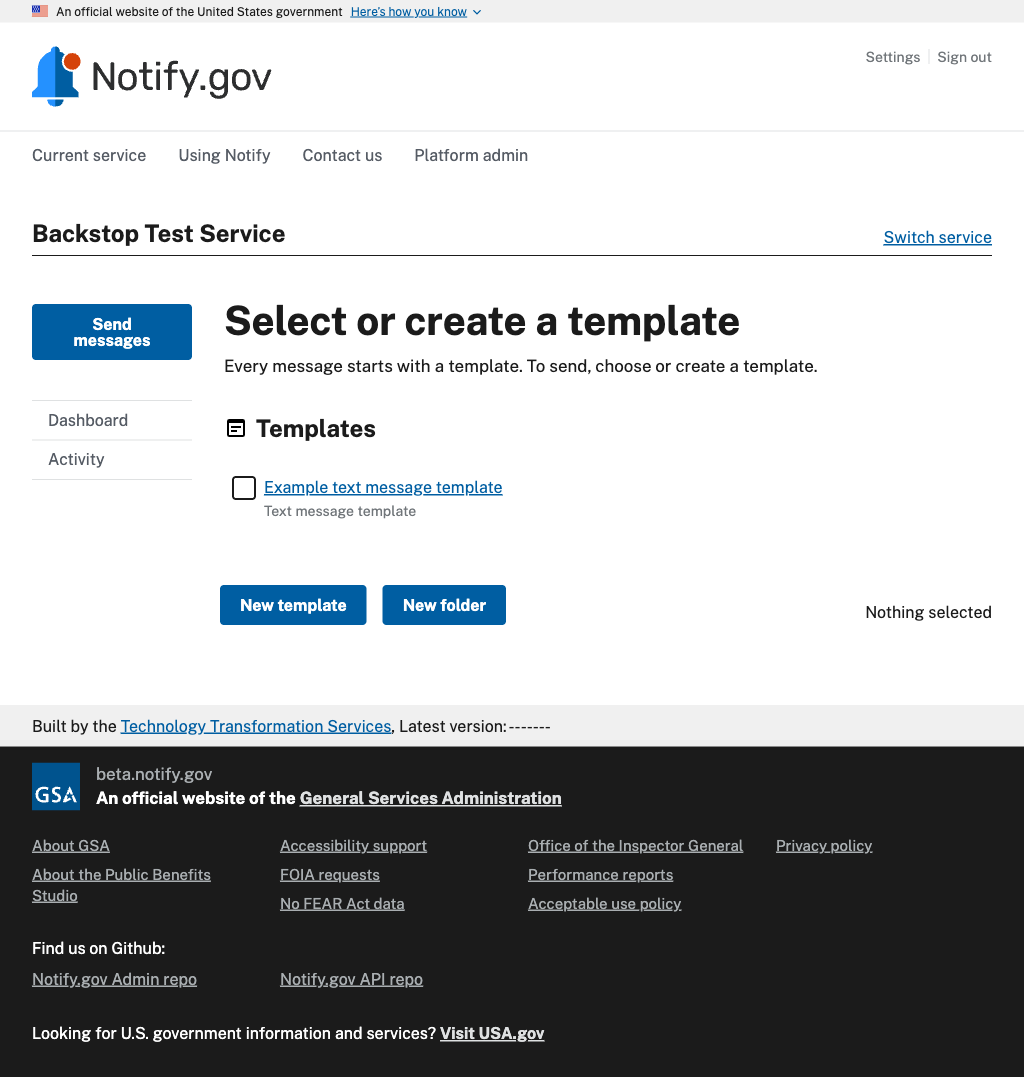 An official website of the United States government Here's how you know
Notify.gov
Settings Sign out
Current service Using Notify Contact us Platform admin
Backstop Test Service
Switch service
Send
messages
Dashboard
Activity
Select or create a template
Every message starts with a template. To send, choose or create a template.
Templates
Example text message template
Text message template
New template New folder
Nothing selected
Built by the Technology Transformation Services, Latest version:-------
GSA
beta.notify.gov
An official website of the General Services Administration
About GSA
About the Public Benefits
Studio
Accessibility support
FOIA requests
No FEAR Act data
Office of the Inspector General
Performance reports
Acceptable use policy
Privacy policy
Find us on Github:
Notify.gov Admin repo Notify.gov API repo
Looking for U.S. government information and services? Visit USA.gov